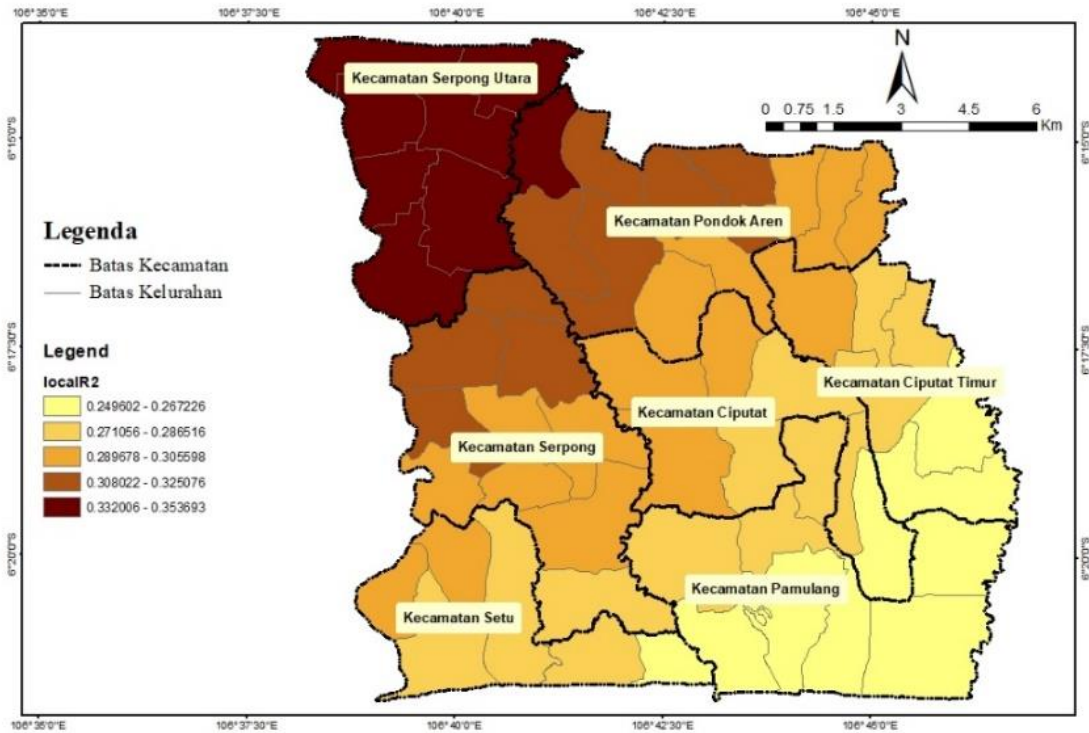 106°35'0"E 106°37'30"E 106°40'0"E 106°42'30"E 106°45'0"E
N
0 0.75 1.5 3 4.5 6
Km
Kecamatan Serpong Utara
6°15'0"S 6°15'0"S
Kecamatan Pondok Aren
Legenda
Batas Kecamatan
Batas Kelurahan
6°17'30"S 6°17'30"S
Legend
localR2
0.249602 - 0.267226
0.271056 - 0.286516
0.289678 - 0.305598
0.308022 - 0.325076
0.332006 - 0.353693
Kecamatan Ciputat Timur
Kecamatan Ciputat
Kecamatan Serpong
6°20'0"S 6°20'0"S
Kecamatan Pamulang
Kecamatan Setu
106°35'0"E 106°37'30"E 106°40'0"E 106°42'30"E 106°45'0"E